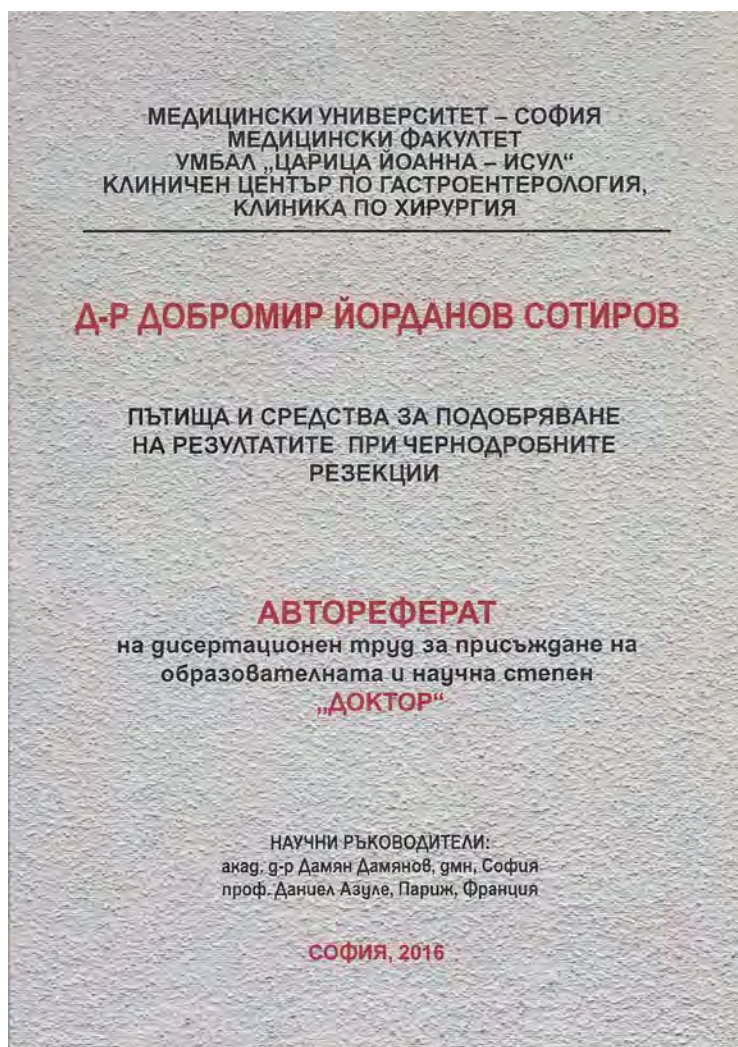 МЕДИЦИНСКИ УНИВЕРСИТЕТ – СОФИЯ
МЕДИЦИНСКИ ФАКУЛТЕТ
УМБАЛ „ЦАРИЦА ЙОАННА – ИСУЛ“
КЛИНИЧЕН ЦЕНТЪР ПО ГАСТРОЕНТЕРОЛОГИЯ,
КЛИНИКА ПО ХИРУРГИЯ
Д-Р ДОБРОМИР ЙОРДАНОВ СОТИРОВ
ПЪТИЩА И СРЕДСТВА ЗА ПОДОБРЯВАНЕ
НА РЕЗУЛТАТИТЕ ПРИ ЧЕРНОДРОБНИТЕ
РЕЗЕКЦИИ
АВТОРЕФЕРАТ
на дисертационен труд за присъждане на
образователната и научна степен
„ДОКТОР“
НАУЧНИ РЪКОВОДИТЕЛИ:
акад. д-р Дамян Дамянов, дмн, София
проф. Даниел Азуле, Париж, Франция
СОФИЯ, 2016